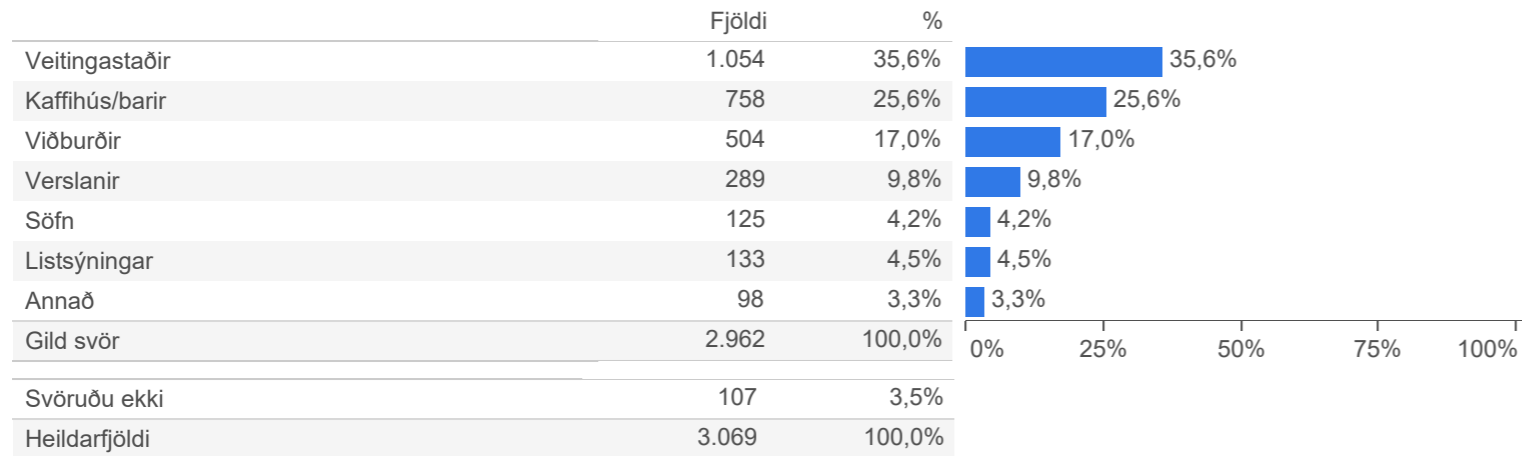 Fjöldi %
Veitingastaðir 1.054 35,6% 35,6%
Kaffihús/barir 758 25,6% 25,6%
Viðburðir 504 17,0% 17,0%
Verslanir 289 9,8% 9,8%
Söfn 125 4,2% 4,2%
Listsýningar 133 4,5% 4,5%
Annað 98 3,3% 3,3%
Gild svör 2.962 100,0% 0% 25% 50% 75% 100%
Svöruðu ekki 107 3,5%
Heildarfjöldi 3.069 100,0%